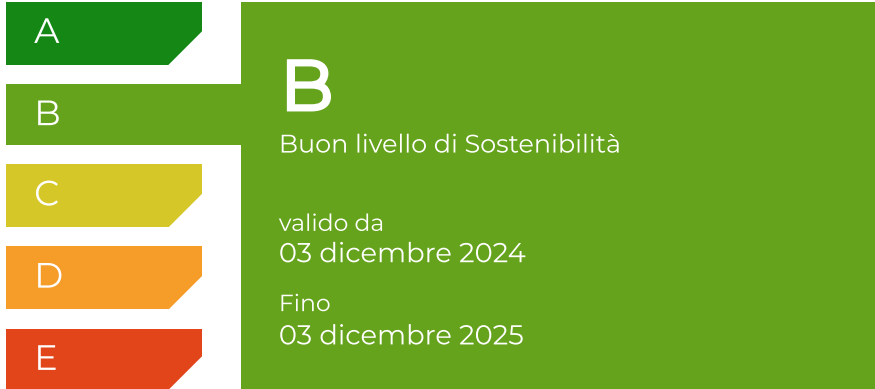 A
B
C
D
E
B
Buon livello di Sostenibilità
valido da
03 dicembre 2024
Fino
03 dicembre 2025